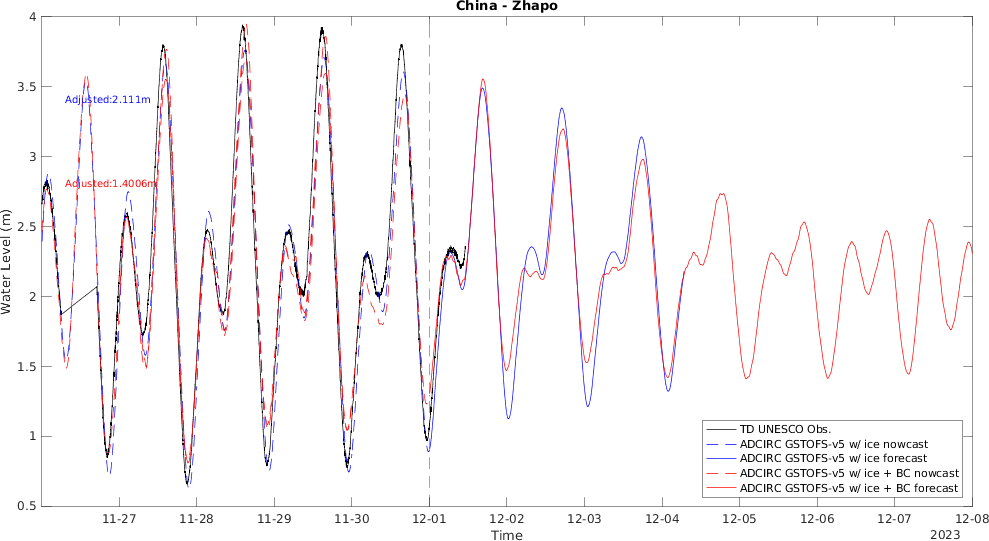 China - Zhapo
Water Level (m)
4
3.5
3
2.5
2
1.5
1
0.5
Adjusted:2.111m
Adjusted:1.4006m
TD UNESCO Obs.
ADCIRC GSTOFS-v5 w/ ice nowcast
ADCIRC GSTOFS-v5 w/ ice forecast
ADCIRC GSTOFS-v5 w/ ice + BC nowcast
ADCIRC GSTOFS-v5 w/ ice + BC forecast
11-27 11-28 11-29 11-30 12-01 12-02 12-03 12-04 12-05 12-06 12-07 12-08
Time
2023